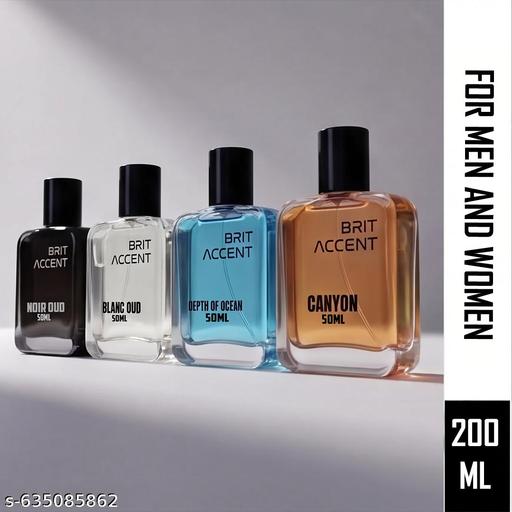 BRIT
ACCENT
NOIR OUD
50ML
BRIT
ACCENT
BLANC OUD
50ML
BRIT
ACCENT
DEPTH OF OCEAN
50ML
BRIT
ACCENT
CANYON
50ML
FOR MEN AND WOMEN
200
ML
s-635085862